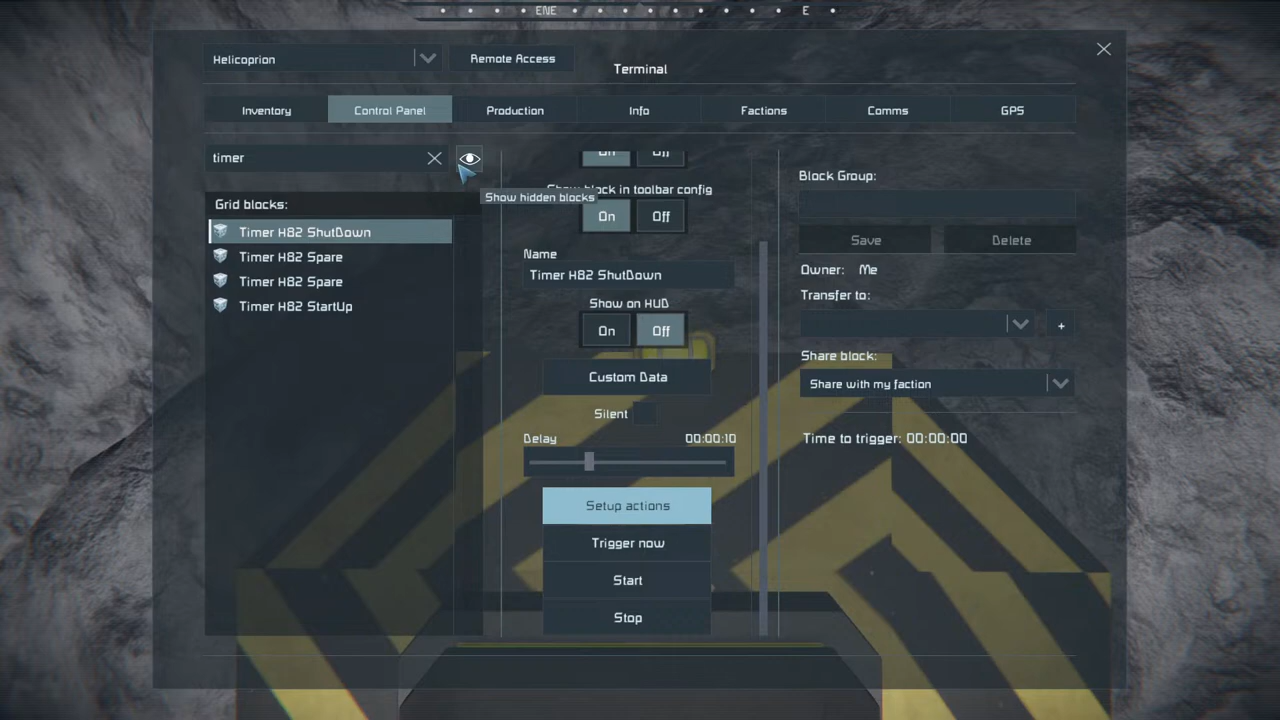 ENE E
Helicoprion
Remote Access
Terminal
Inventory Control Panel Production Info Factions Comms GPS
timer
Show hidden blocks
Grid blocks:
Timer H82 ShutDown
Timer H82 Spare
Timer H82 Spare
Timer H82 StartUp
On Off
Show block in toolbar config
On Off
Name
Timer H82 ShutDown
Show on HUD
On Off
Custom Data
Silent
Delay 00:00:10
Setup actions
Trigger now
Start
Stop
Block Group:
Save Delete
Owner: Me
Transfer to:
+
Share block:
Share with my faction
Time to trigger: 00:00:00